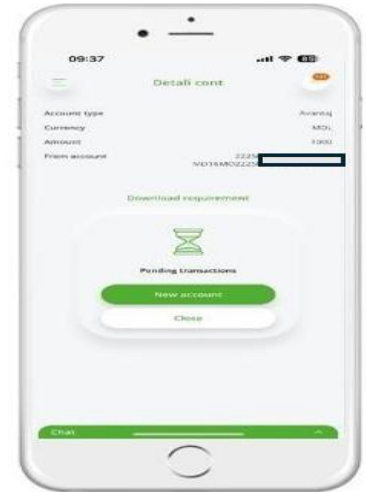 09:37
Detalii cont
Account type Avantaj
Currency MDL
Amount 1000
From account 2225
Download requirement
Pending transactions
New account
Close
Chat